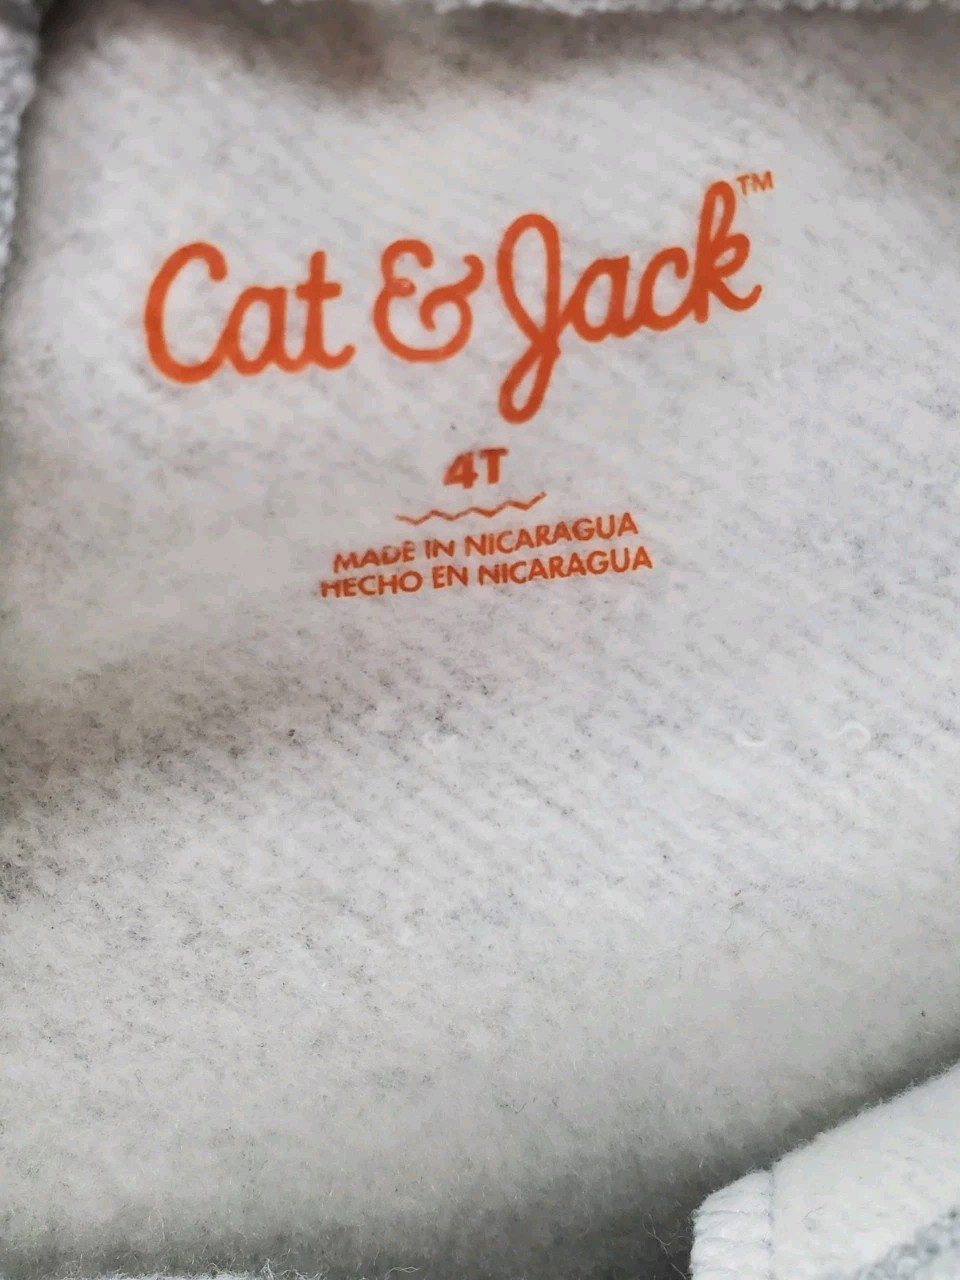 Cat & Jack™
4T
MADE IN NICARAGUA
HECHO EN NICARAGUA